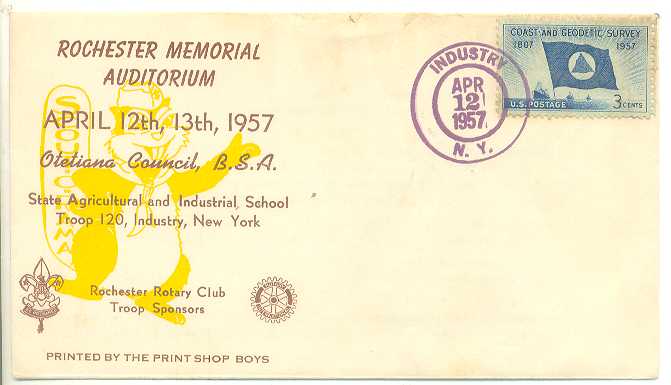 ROCHESTER MEMORIAL
AUDITORIUM
APRIL 12th, 13th, 1957
Otetiana Council, B.S.A.
State Agricultural and Industrial School
Troop 120, Industry, New York
Rochester Rotary Club
Troop Sponsors
PRINTED BY THE PRINT SHOP BOYS
INDUSTRY
APR
12
1957
N. Y.
COAST AND GEODETIC SURVEY
1807 1957
U.S. POSTAGE 3 CENTS